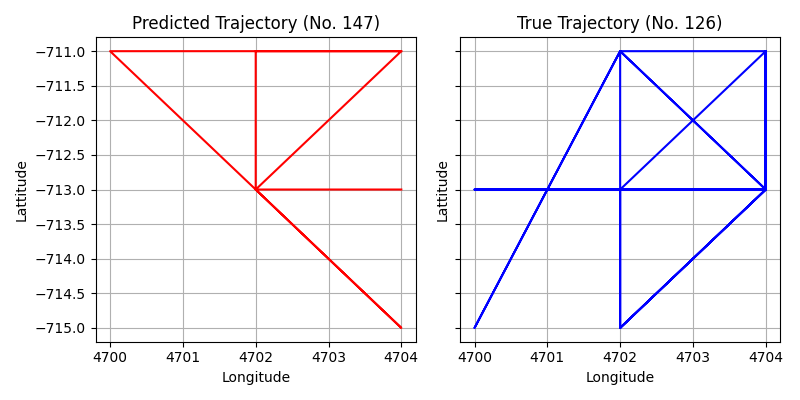 Predicted Trajectory (No. 147)
True Trajectory (No. 126)
−711.0
−711.5
−712.0
−712.5
−713.0
−713.5
−714.0
−714.5
−715.0
Lattitude
Lattitude
4700 4701 4702 4703 4704
4700 4701 4702 4703 4704
Longitude
Longitude